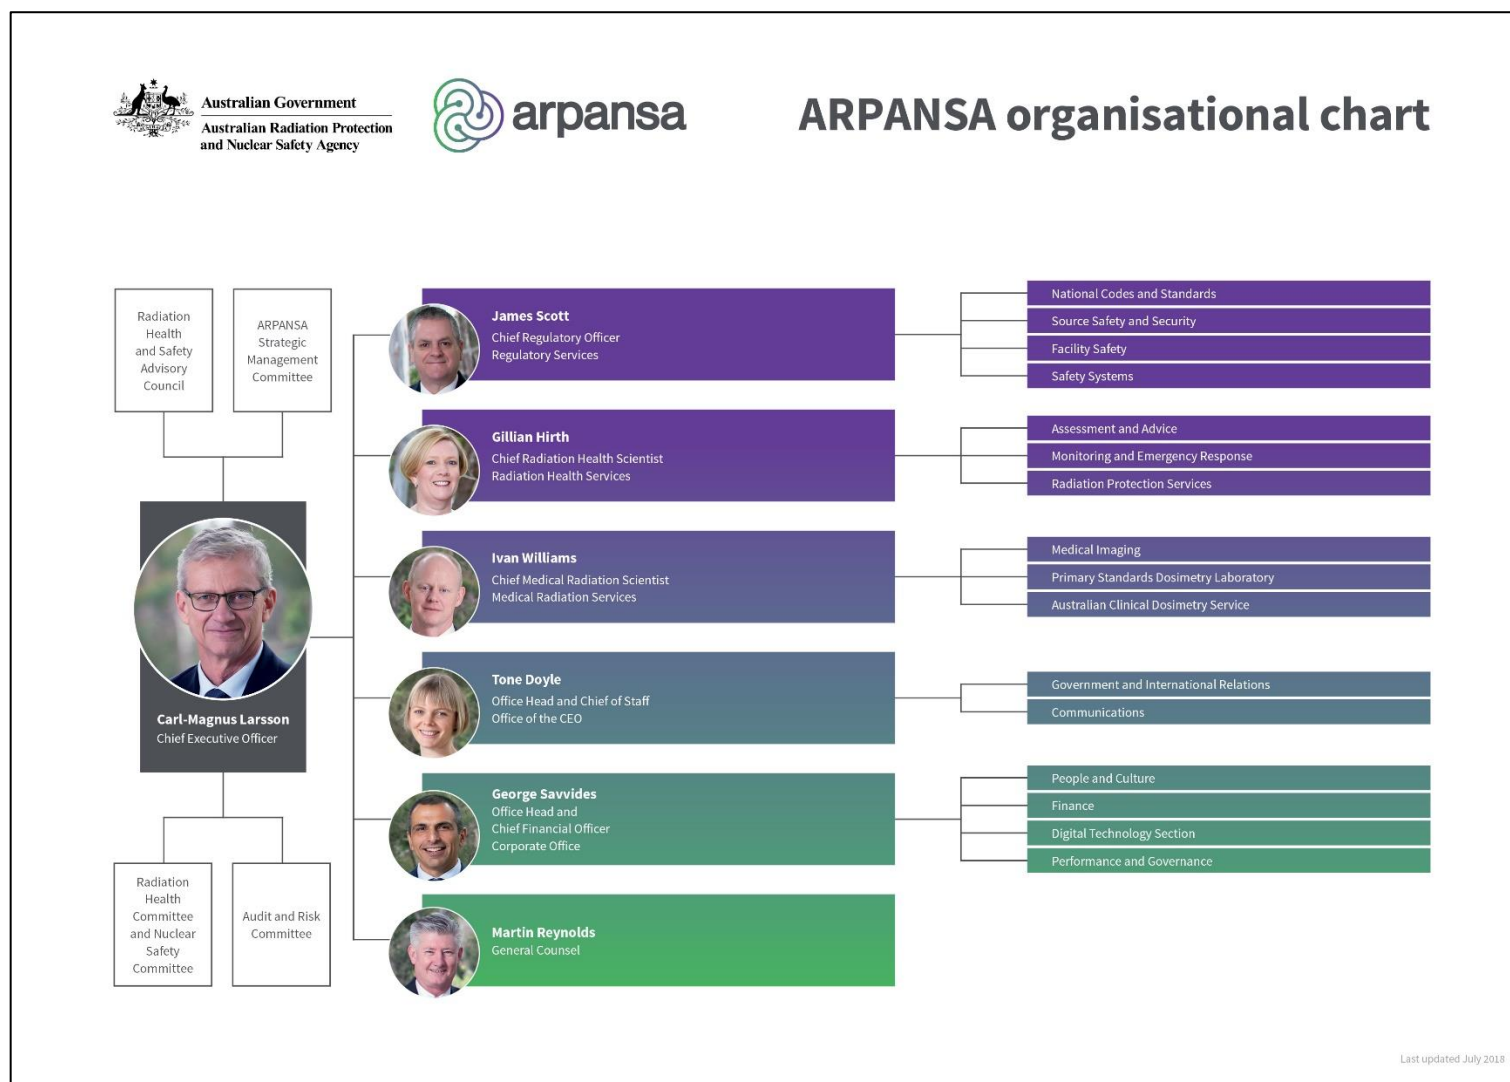 Australian Government
Australian Radiation Protection
and Nuclear Safety Agency
arpansa
ARPANSA organisational chart
Radiation
Health
and Safety
Advisory
Council
ARPANSA
Strategic
Management
Committee
Carl-Magnus Larsson
Chief Executive Officer
Radiation
Health
Committee
and Nuclear
Safety
Committee
Audit and Risk
Committee
James Scott
Chief Regulatory Officer
Regulatory Services
National Codes and Standards
Source Safety and Security
Facility Safety
Safety Systems
Gillian Hirth
Chief Radiation Health Scientist
Radiation Health Services
Assessment and Advice
Monitoring and Emergency Response
Radiation Protection Services
Ivan Williams
Chief Medical Radiation Scientist
Medical Radiation Services
Medical Imaging
Primary Standards Dosimetry Laboratory
Australian Clinical Dosimetry Service
Tone Doyle
Office Head and Chief of Staff
Office of the CEO
Government and International Relations
Communications
George Savvides
Office Head and
Chief Financial Officer
Corporate Office
People and Culture
Finance
Digital Technology Section
Performance and Governance
Martin Reynolds
General Counsel
Last updated July 2018